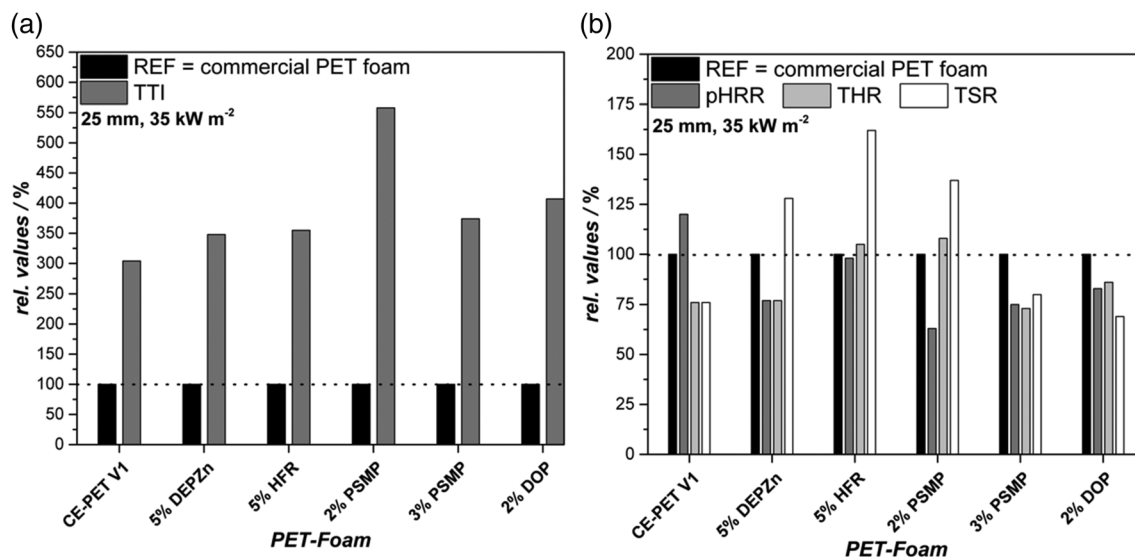 (a)
650
600
550
500
450
400
350
300
250
200
150
100
50
0
rel. values / %
REF = commercial PET foam
TTI
25 mm, 35 kW m⁻²
CE-PET V1
5% DEPZn
5% HFR
2% PSMP
3% PSMP
2% DOP
PET-Foam
(b)
200
175
150
125
100
75
50
25
0
rel. values / %
REF = commercial PET foam
pHRR THR TSR
25 mm, 35 kW m⁻²
CE-PET V1
5% DEPZn
5% HFR
2% PSMP
3% PSMP
2% DOP
PET-Foam